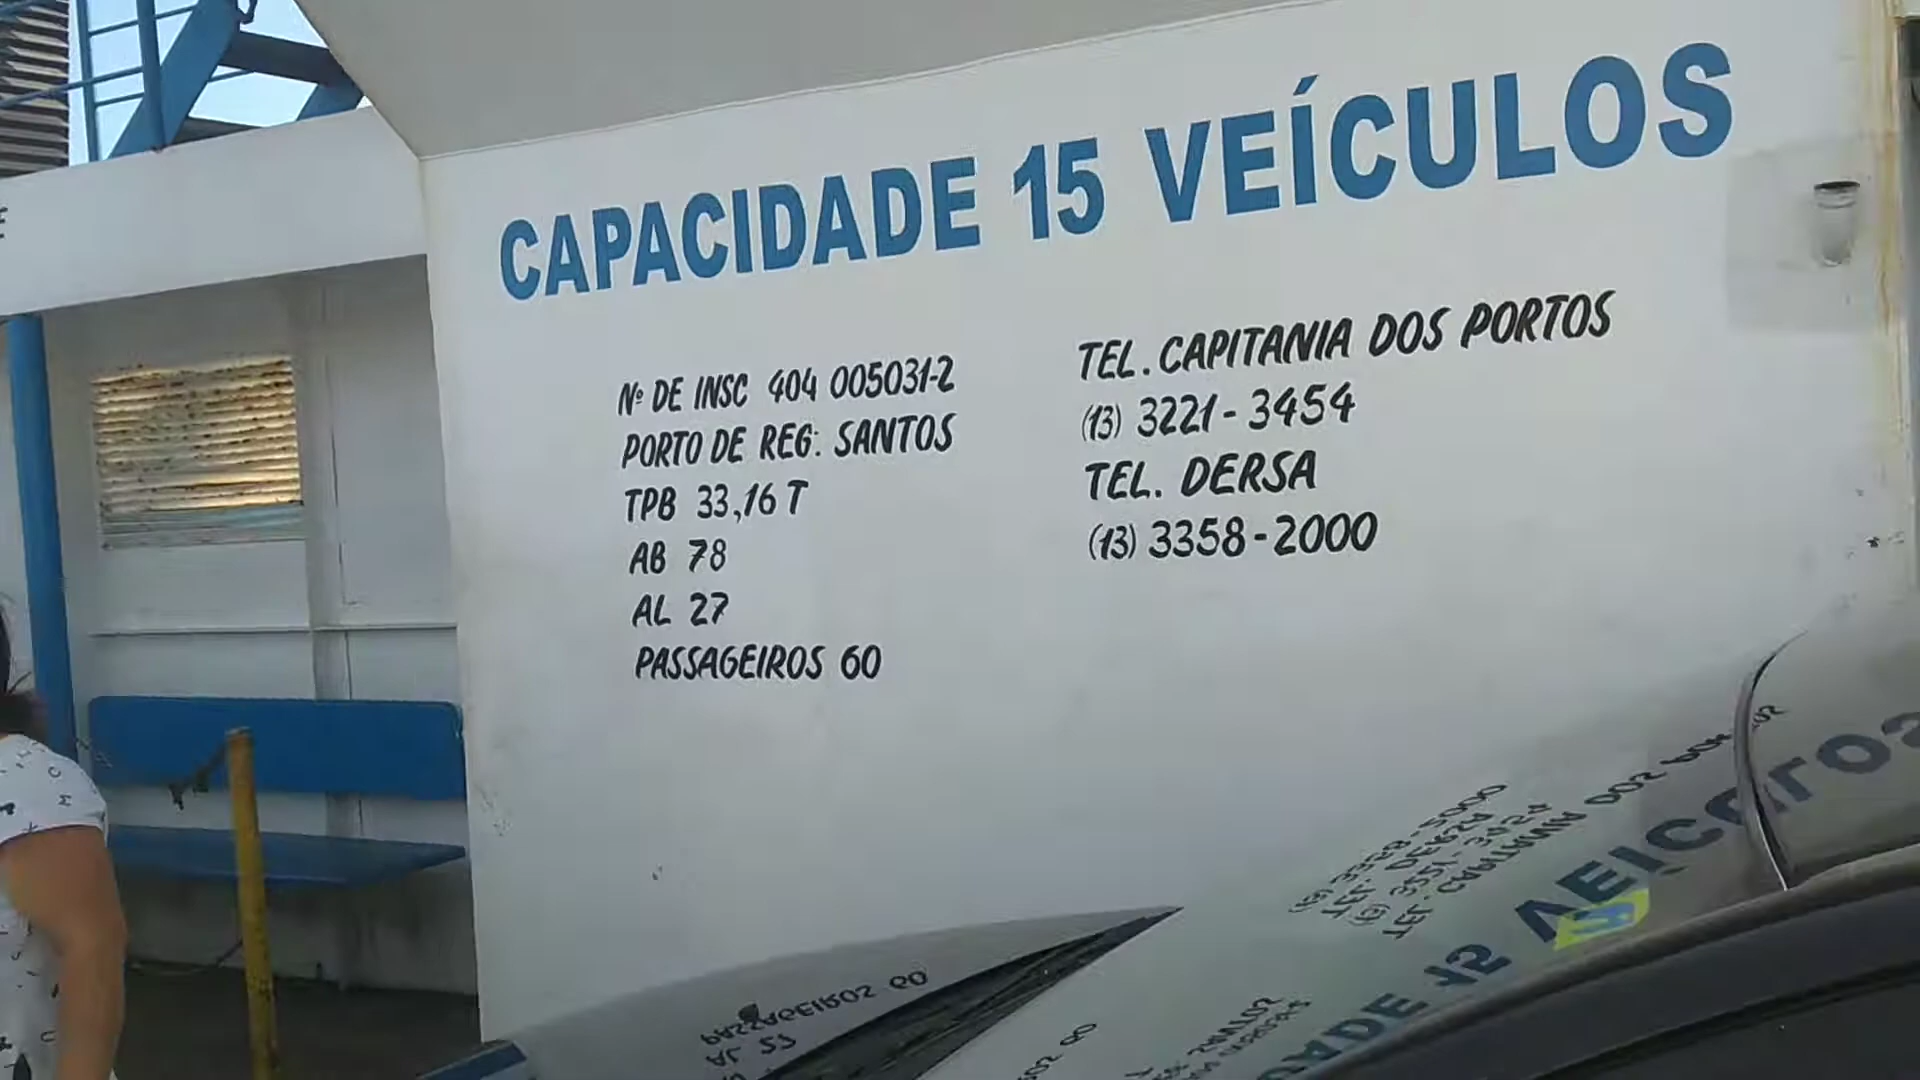 CAPACIDADE 15 VEÍCULOS
Nº DE INSC 404 005031-2
PORTO DE REG: SANTOS
TPB 33,16 T
AB 78
AL 27
PASSAGEIROS 60
TEL. CAPITANIA DOS PORTOS
(13) 3221-3454
TEL. DERSA
(13) 3358-2000